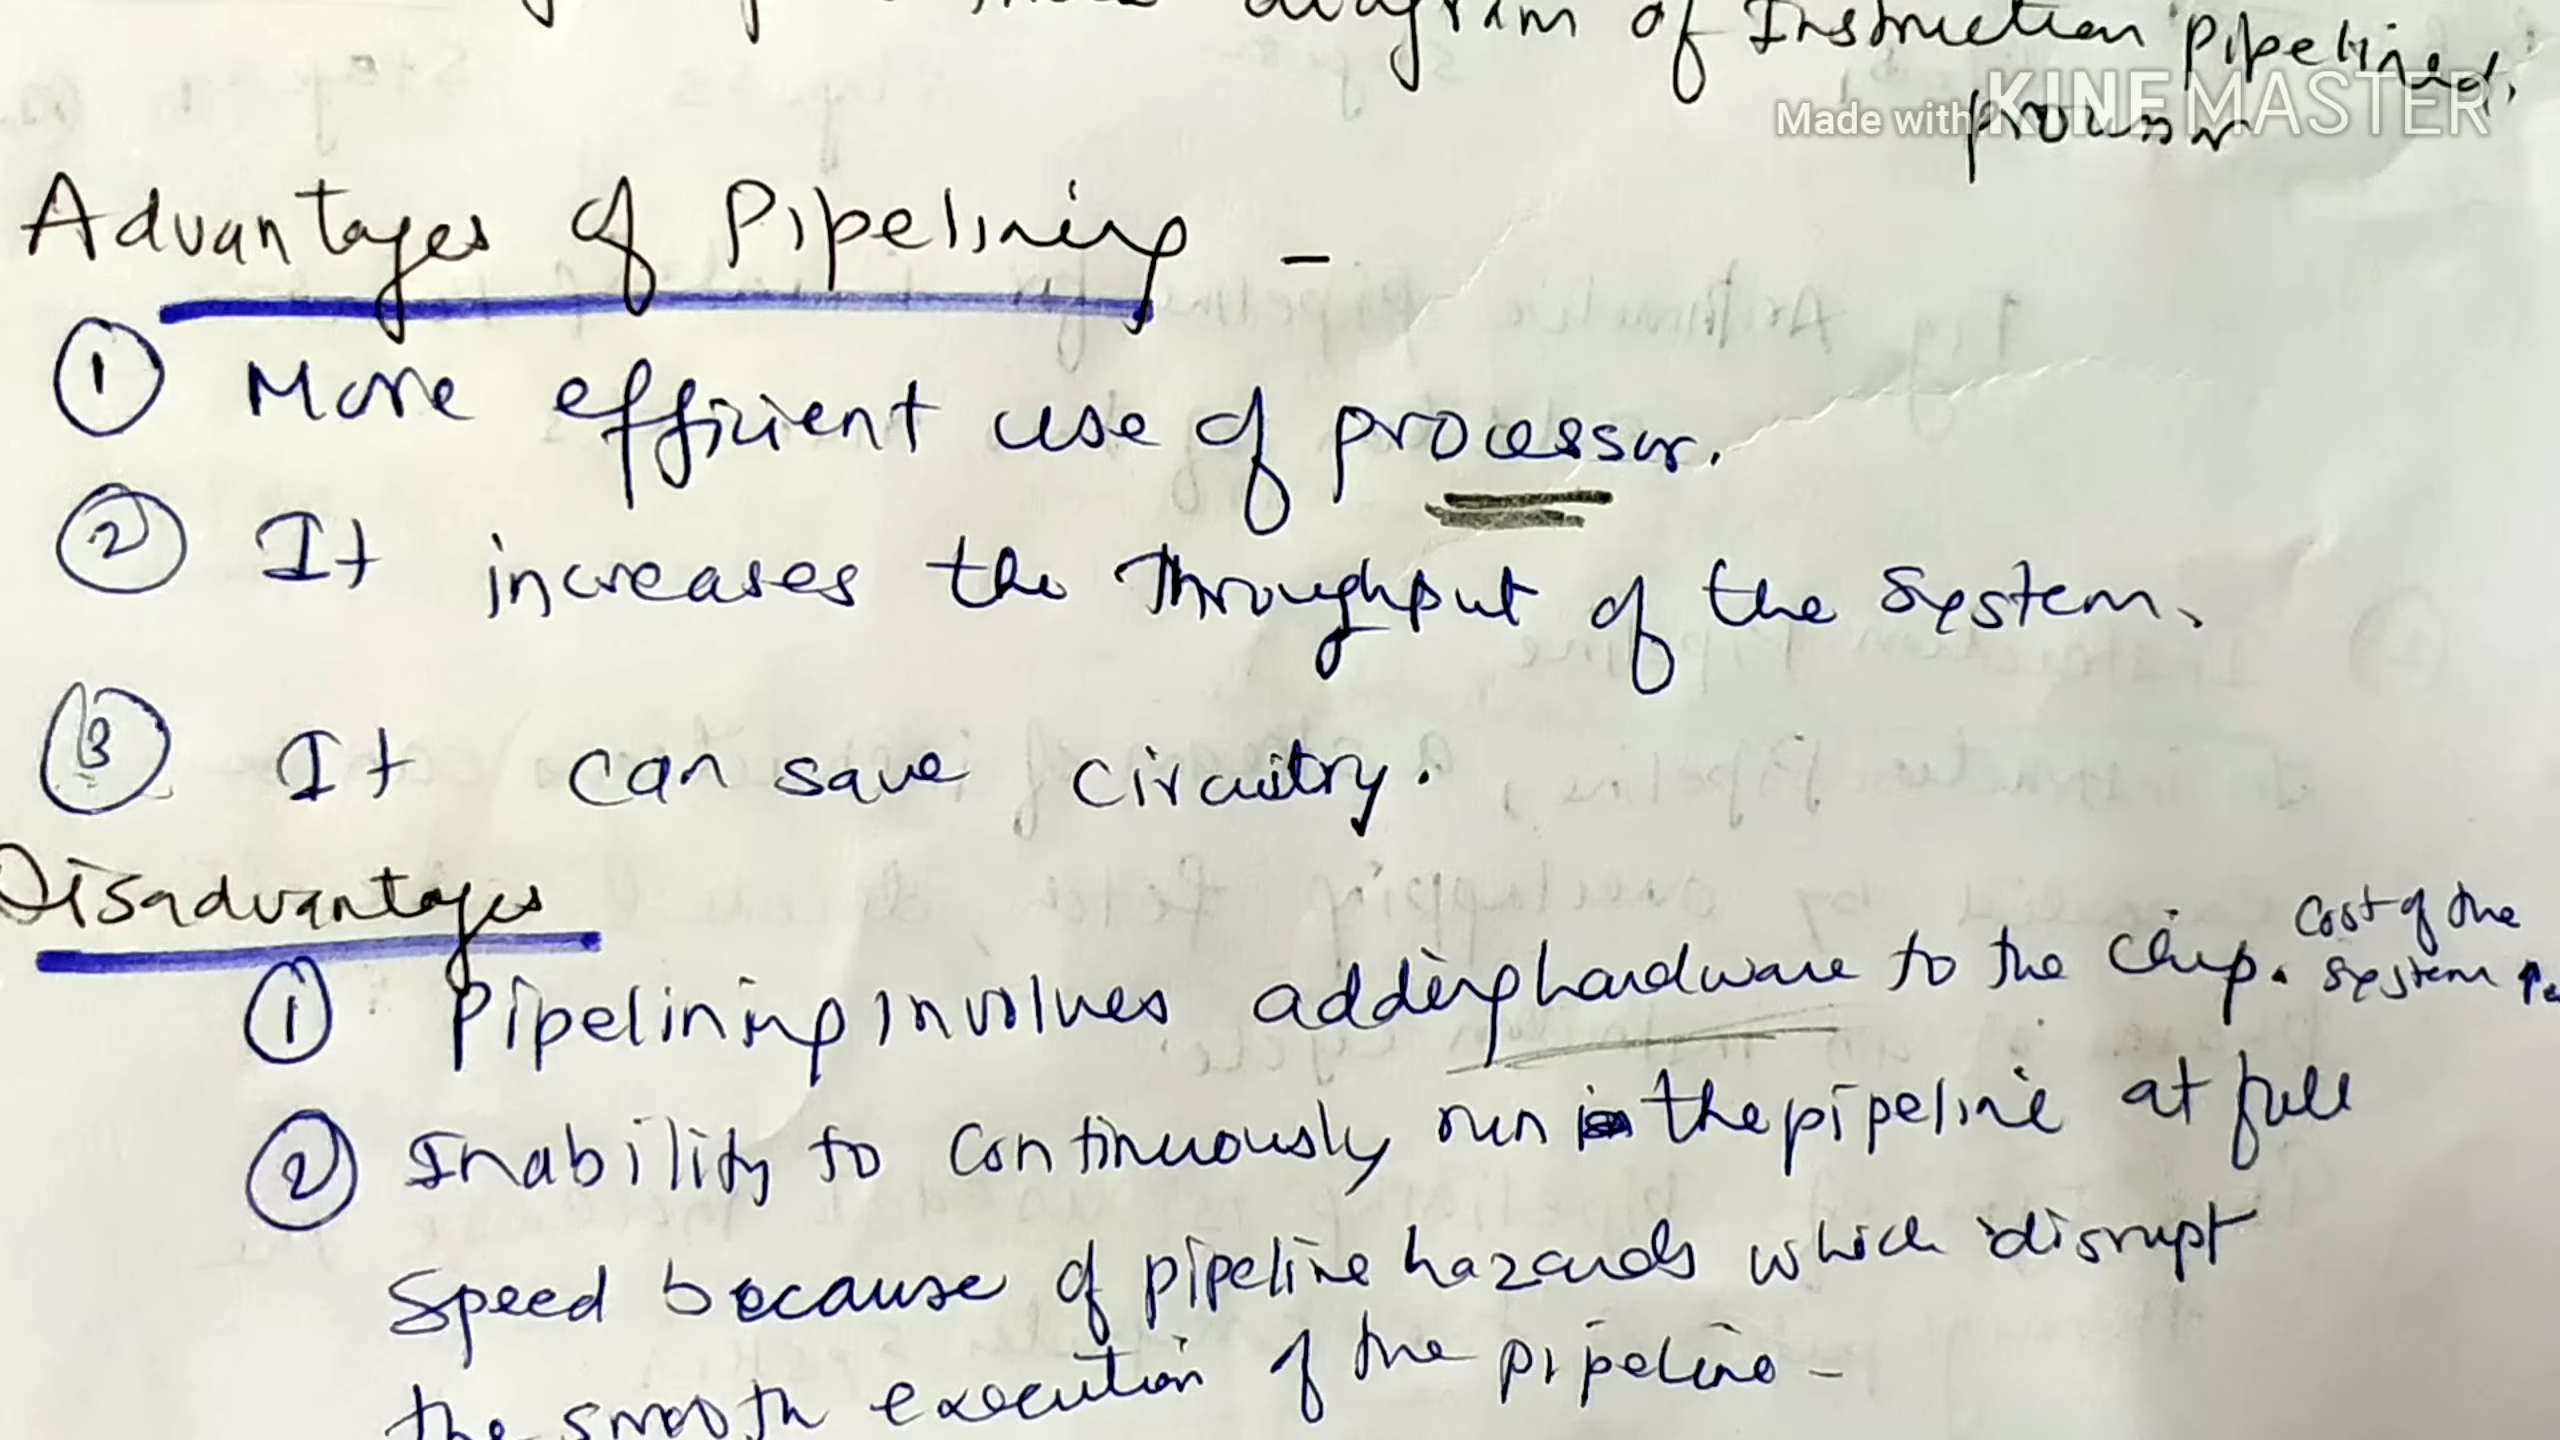 diagram of Instruction pipelined.
processor
Made with KINEMASTER
Advantages of Pipelining -
1 More efficient use of processor.
2 It increases the Throughput of the system.
3 It can save circuitry.
Disadvantages
1 Pipelining involves adding hardware to the chip. Cost of the
system
2 Inability to continuously run the pipeline at full
speed because of pipeline hazards which disrupt
the smooth execution of the pipeline -